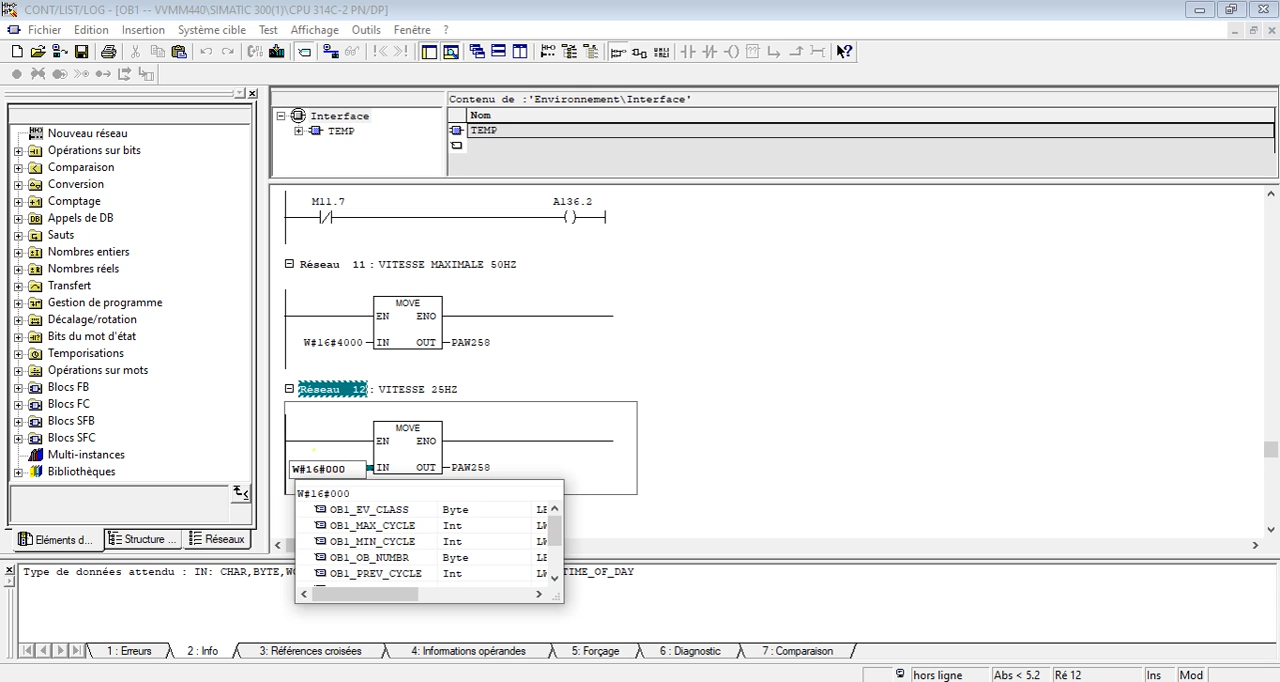 CONT/LIST/LOG - [OB1 -- VVMM440\SIMATIC 300(1)\CPU 314C-2 PN/DP]
Fichier Edition Insertion Système cible Test Affichage Outils Fenêtre ?
Nouveau réseau
Opérations sur bits
Comparaison
Conversion
Comptage
Appels de DB
Sauts
Nombres entiers
Nombres réels
Transfert
Gestion de programme
Décalage/rotation
Bits du mot d'état
Temporisations
Opérations sur mots
Blocs FB
Blocs FC
Blocs SFB
Blocs SFC
Multi-instances
Bibliothèques
Eléments d... Structure ... Réseaux
Interface
TEMP
Contenu de :'Environnement\Interface'
Nom
TEMP
M11.7 A136.2
Réseau 11 : VITESSE MAXIMALE 50HZ
MOVE
EN ENO
W#16#4000 IN OUT PAW258
Réseau 12 : VITESSE 25HZ
MOVE
EN ENO
W#16#000 IN OUT PAW258
W#16#000
OB1_EV_CLASS Byte
OB1_MAX_CYCLE Int
OB1_MIN_CYCLE Int
OB1_OB_NUMBR Byte
OB1_PREV_CYCLE Int
Type de données attendu : IN: CHAR,BYTE, TIME_OF_DAY
1 : Erreurs 2 : Info 3 : Références croisées 4 : Informations opérandes 5 : Forçage 6 : Diagnostic 7 : Comparaison
hors ligne Abs < 5.2 Ré 12 Ins Mod